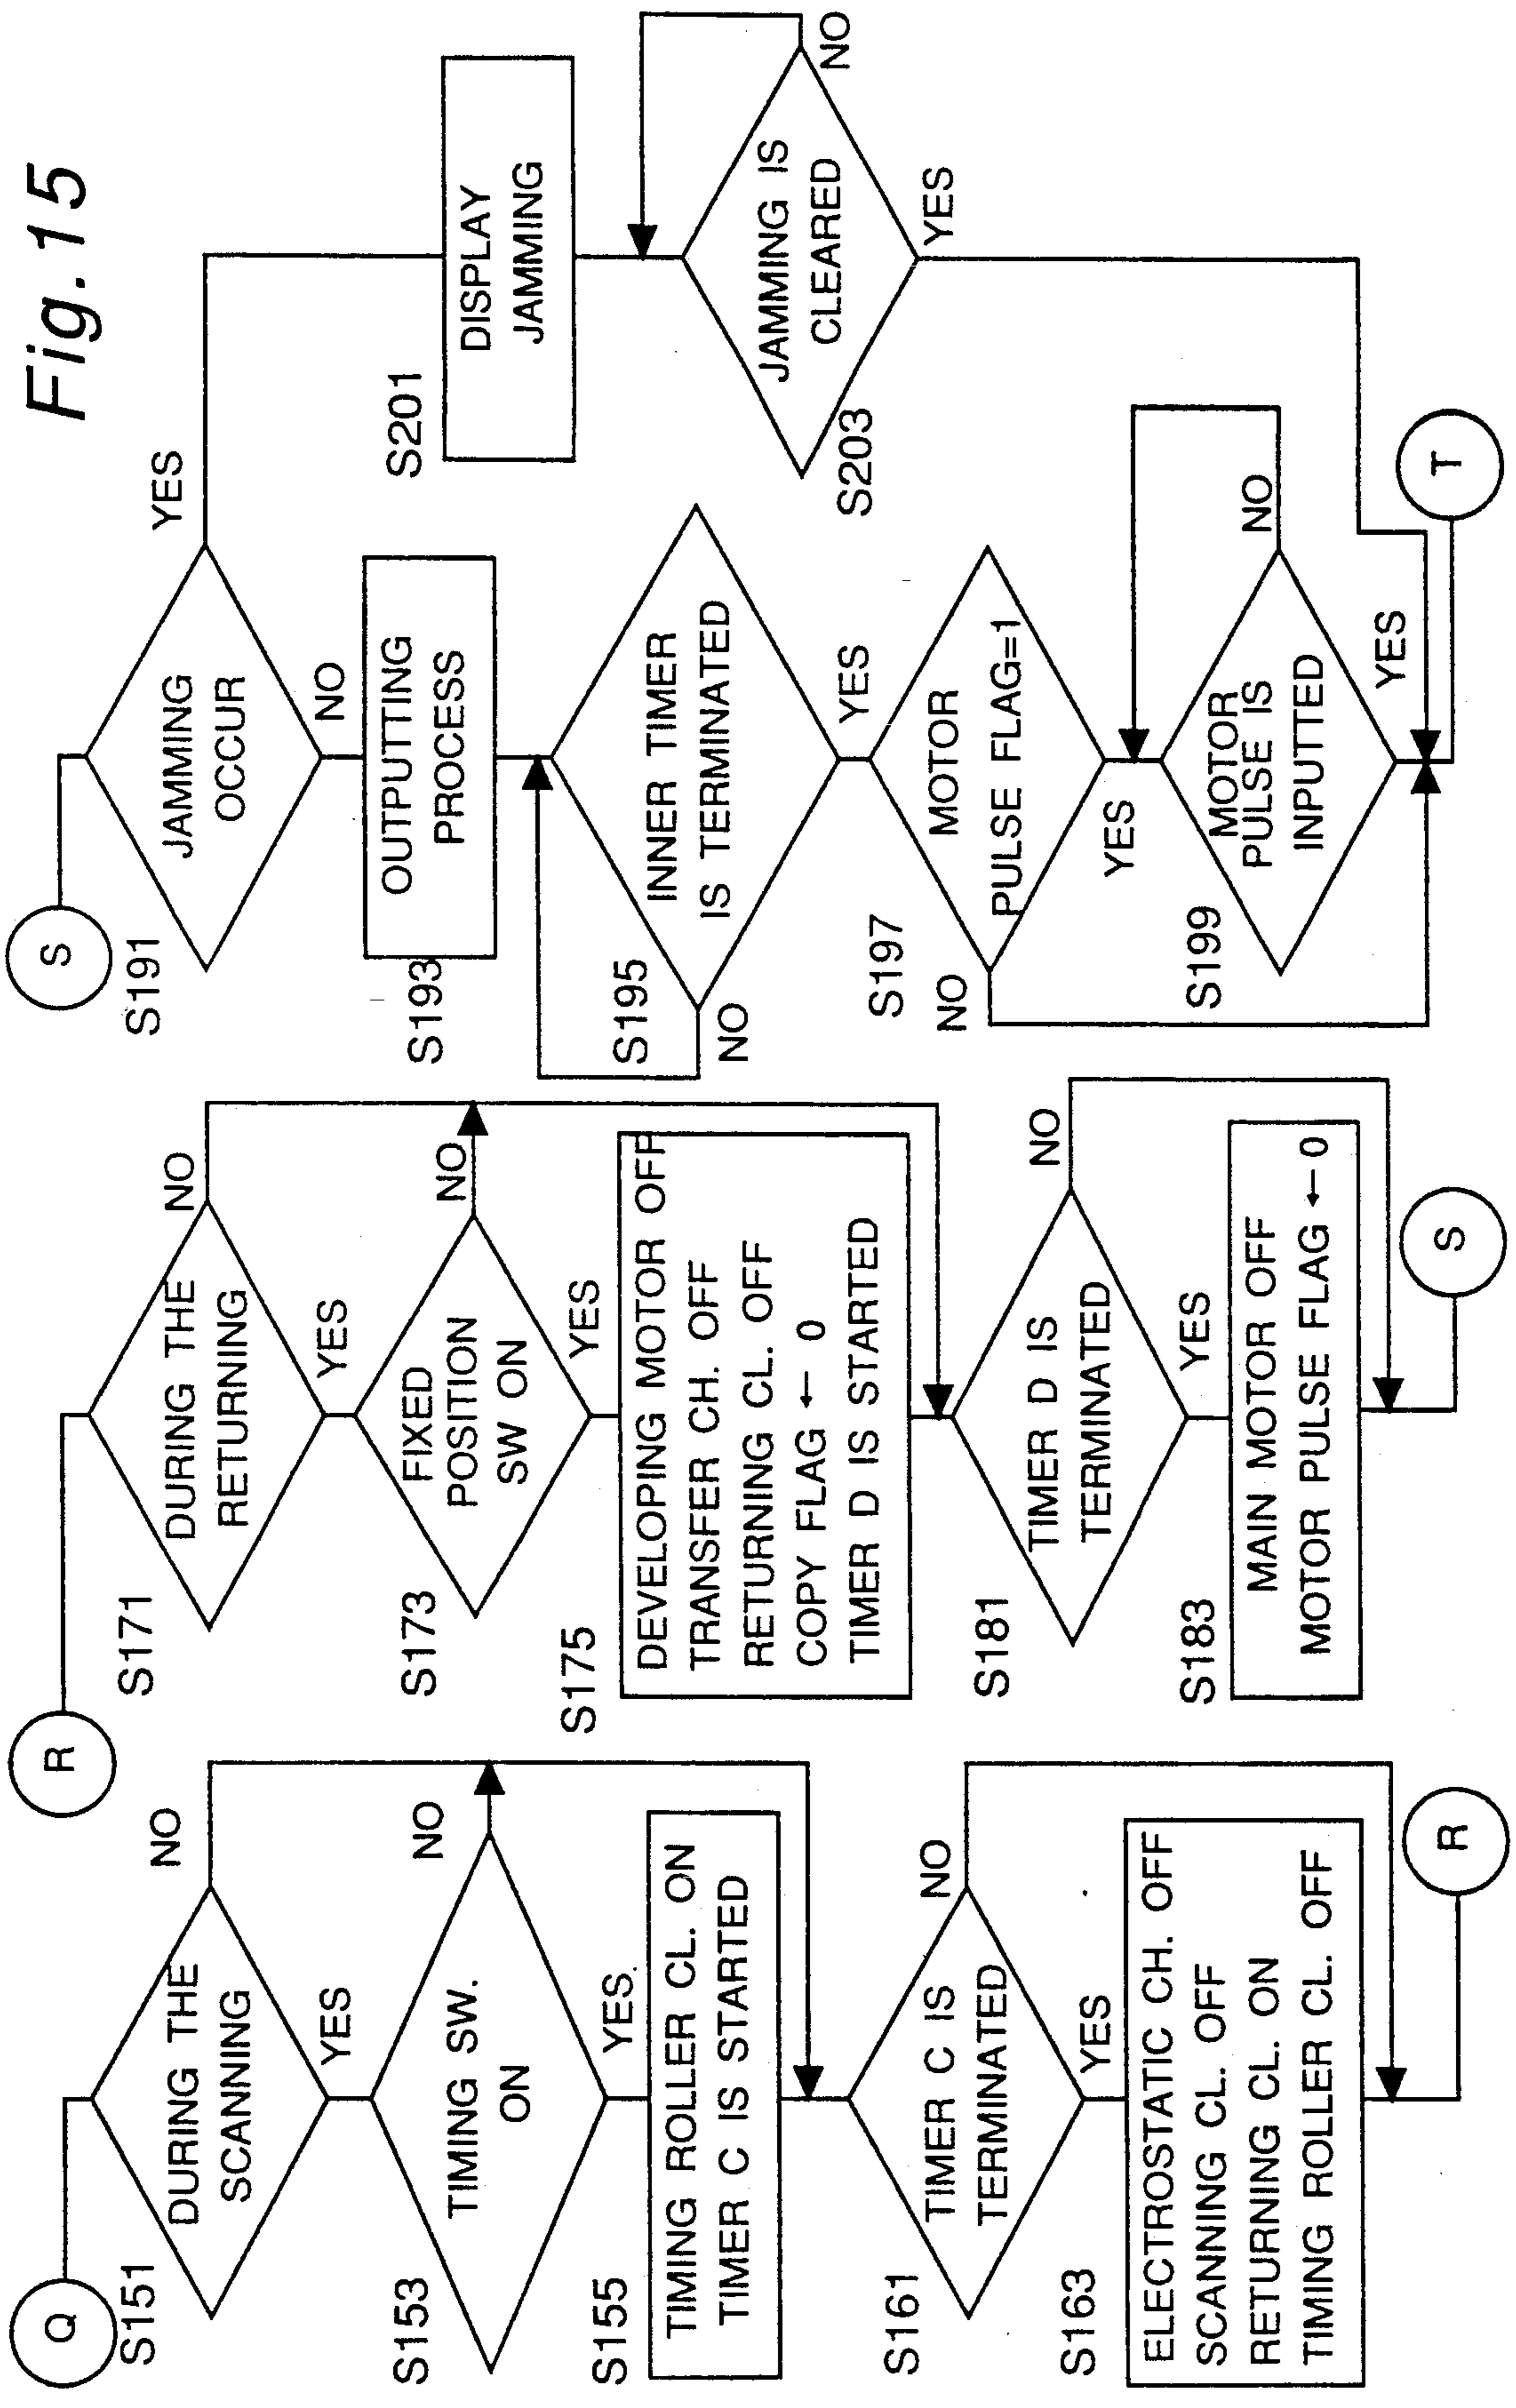 Fig.15
Q
S151
DURING THE
SCANNING
NO
YES
S153
TIMING SW.
ON
NO
YES
S155
TIMING ROLLER CL. ON
TIMER C IS STARTED
S161
TIMER C IS
TERMINATED
NO
YES
S163
ELECTROSTATIC CH. OFF
SCANNING CL. OFF
RETURNING CL. ON
TIMING ROLLER CL. OFF
R
R
S171
DURING THE
RETURNING
NO
YES
S173
FIXED
POSITION
SW ON
NO
YES
S175
DEVELOPING MOTOR OFF
TRANSFER CH. OFF
RETURNING CL. OFF
COPY FLAG ← 0
TIMER D IS STARTED
S181
TIMER D IS
TERMINATED
NO
YES
S183
MAIN MOTOR OFF
MOTOR PULSE FLAG ← 0
S
S
S191
JAMMING
OCCUR
YES
NO
S193
OUTPUTTING
PROCESS
S195
INNER TIMER
IS TERMINATED
NO
YES
S197
MOTOR
PULSE FLAG=1
NO
YES
S199
MOTOR
PULSE IS
INPUTTED
NO
YES
S201
DISPLAY
JAMMING
S203
JAMMING IS
CLEARED
NO
YES
T